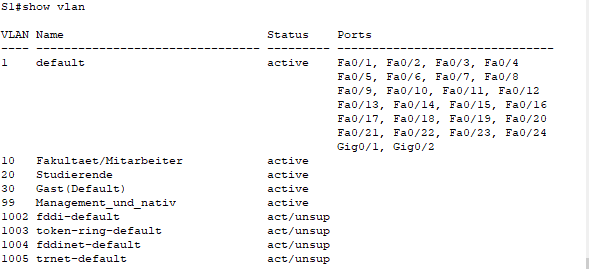 S1#show vlan
VLAN Name                             Status    Ports
---- -------------------------------- --------- -------------------------------
1    default                          active    Fa0/1, Fa0/2, Fa0/3, Fa0/4
                                                Fa0/5, Fa0/6, Fa0/7, Fa0/8
                                                Fa0/9, Fa0/10, Fa0/11, Fa0/12
                                                Fa0/13, Fa0/14, Fa0/15, Fa0/16
                                                Fa0/17, Fa0/18, Fa0/19, Fa0/20
                                                Fa0/21, Fa0/22, Fa0/23, Fa0/24
                                                Gig0/1, Gig0/2
10   Fakultaet/Mitarbeiter            active
20   Studierende                      active
30   Gast(Default)                    active
99   Management_und_nativ             active
1002 fddi-default                     act/unsup
1003 token-ring-default               act/unsup
1004 fddinet-default                  act/unsup
1005 trnet-default                    act/unsup